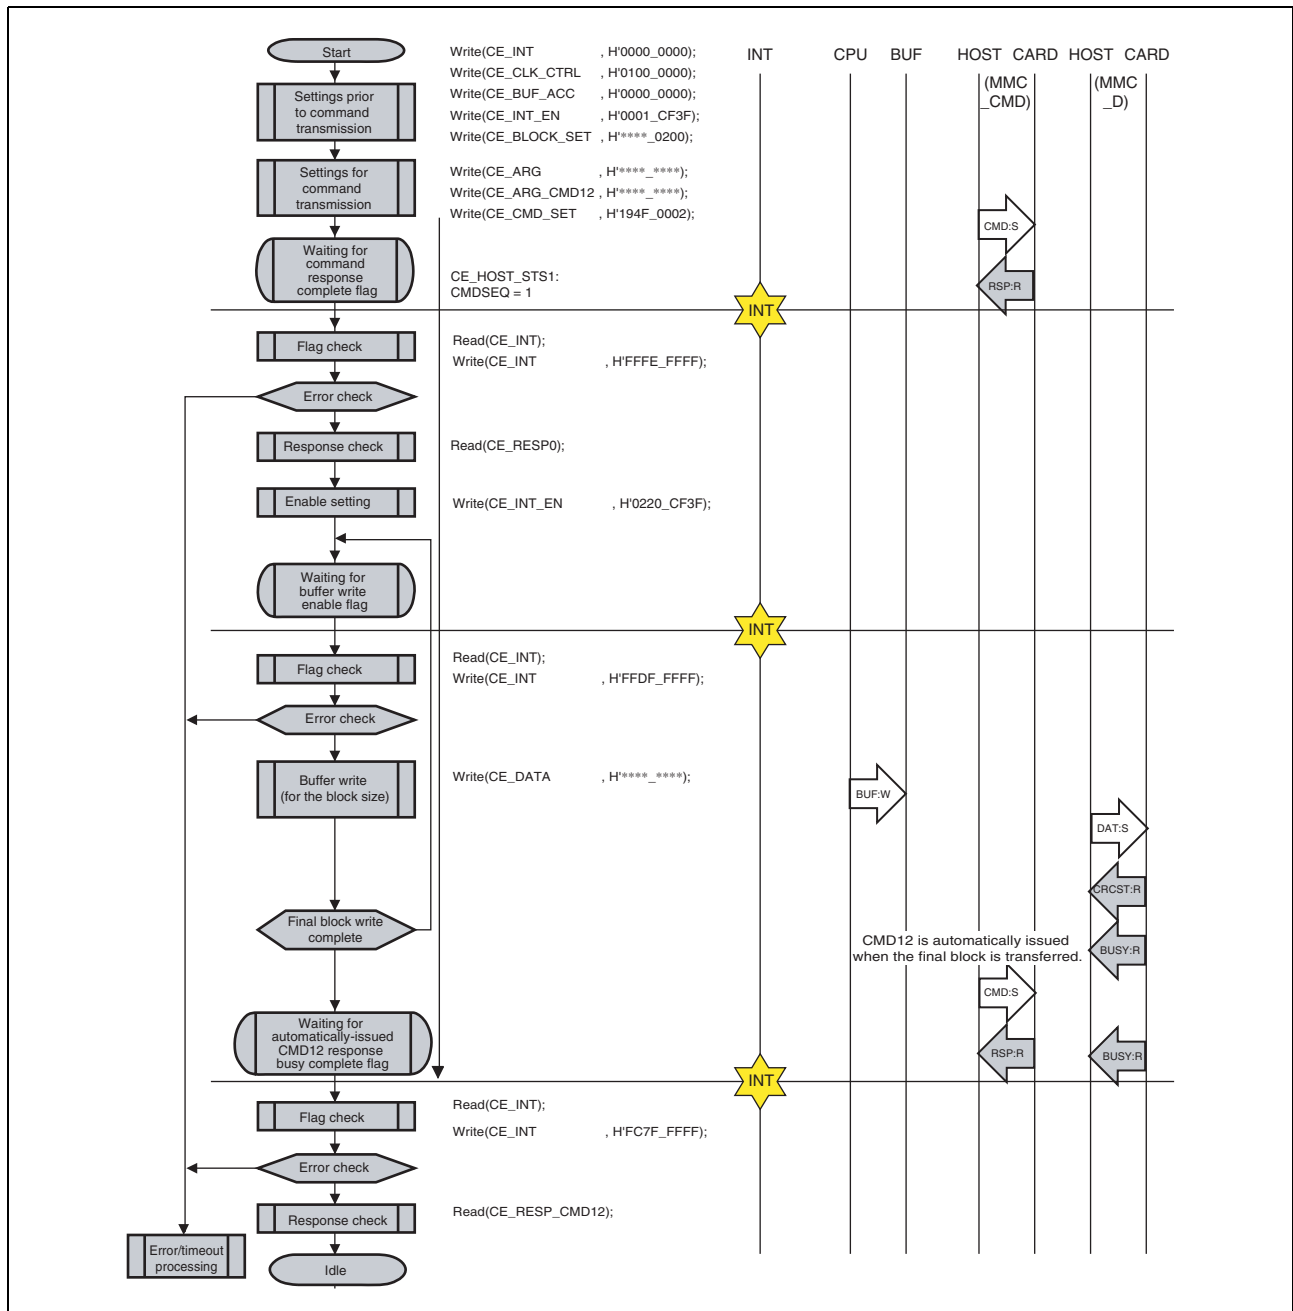 Start
Write(CE_INT , H'0000_0000);
Write(CE_CLK_CTRL , H'0100_0000);
Write(CE_BUF_ACC , H'0000_0000);
Write(CE_INT_EN , H'0001_CF3F);
Write(CE_BLOCK_SET , H'****_0200);
INT
CPU BUF
HOST CARD HOST CARD
(MMC
_CMD)
(MMC
_D)
Settings prior
to command
transmission
Settings for
command
transmission
Write(CE_ARG , H'****_****);
Write(CE_ARG_CMD12 , H'****_****);
Write(CE_CMD_SET , H'194F_0002);
CMD:S
Waiting for
command
response
complete flag
CE_HOST_STS1:
CMDSEQ = 1
RSP:R
INT
Flag check
Read(CE_INT);
Write(CE_INT , H'FFFE_FFFF);
Error check
Response check
Read(CE_RESP0);
Enable setting
Write(CE_INT_EN , H'0220_CF3F);
Waiting for
buffer write
enable flag
INT
Flag check
Read(CE_INT);
Write(CE_INT , H'FFDF_FFFF);
Error check
Buffer write
(for the block size)
Write(CE_DATA , H'****_****);
BUF:W
DAT:S
CRCST:R
Final block write
complete
CMD12 is automatically issued
when the final block is transferred.
BUSY:R
CMD:S
Waiting for
automatically-issued
CMD12 response
busy complete flag
RSP:R
BUSY:R
INT
Flag check
Read(CE_INT);
Write(CE_INT , H'FC7F_FFFF);
Error check
Response check
Read(CE_RESP_CMD12);
Error/timeout
processing
Idle